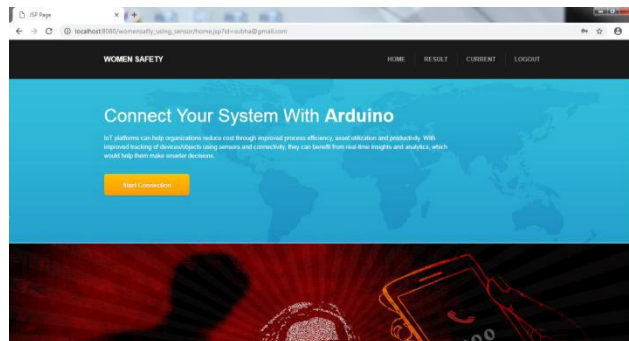 JSP Page
localhost:8080/womensafty_using_sensor/home.jsp?id=subha@gmail.com
WOMEN SAFETY
HOME RESULT CURRENT LOGOUT
Connect Your System With Arduino
IoT platforms can help organizations reduce cost through improved process efficiency, asset utilization and productivity. With
improved tracking of devices/objects using sensors and connectivity, they can benefit from real-time insights and analytics, which
would help them make smarter decisions.
Start Connection